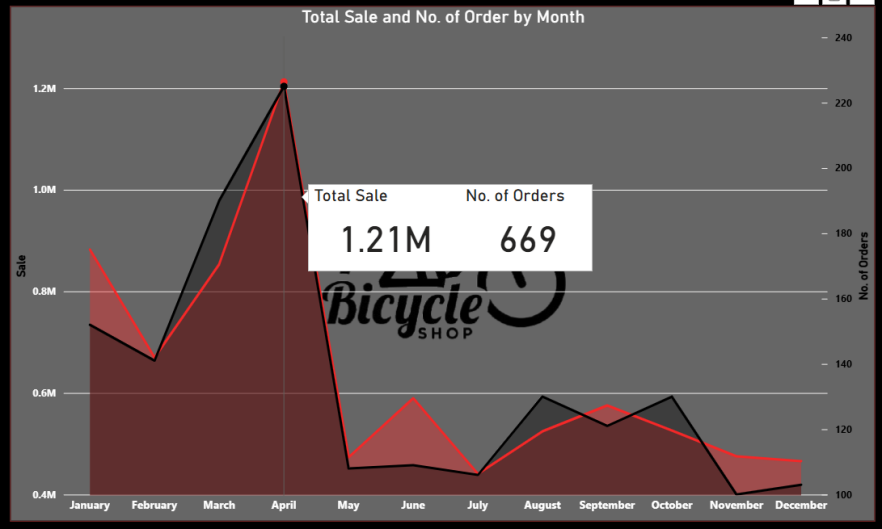 Total Sale and No. of Order by Month
240
1.2M
220
200
1.0M
Total Sale No. of Orders
1.21M 669
180
Sale
No. of Orders
0.8M
160
Bicycle
SHOP
140
0.6M
120
0.4M
100
January February March April May June July August September October November December